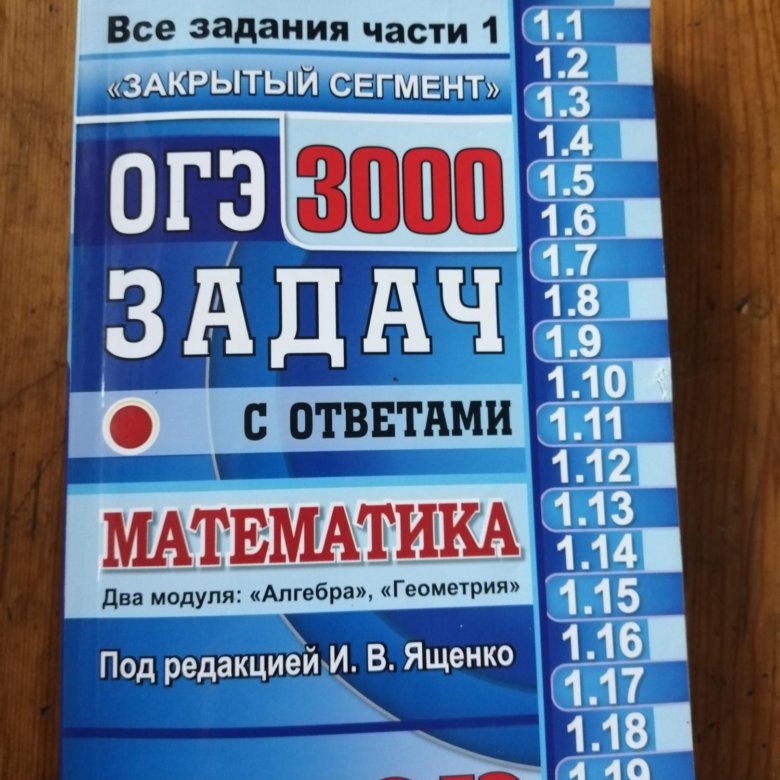 Все задания части 1
«ЗАКРЫТЫЙ СЕГМЕНТ»
ОГЭ 3000
ЗАДАЧ
С ОТВЕТАМИ
МАТЕМАТИКА
Два модуля: «Алгебра», «Геометрия»
Под редакцией И. В. Ященко
1.1
1.2
1.3
1.4
1.5
1.6
1.7
1.8
1.9
1.10
1.11
1.12
1.13
1.14
1.15
1.16
1.17
1.18
1.19